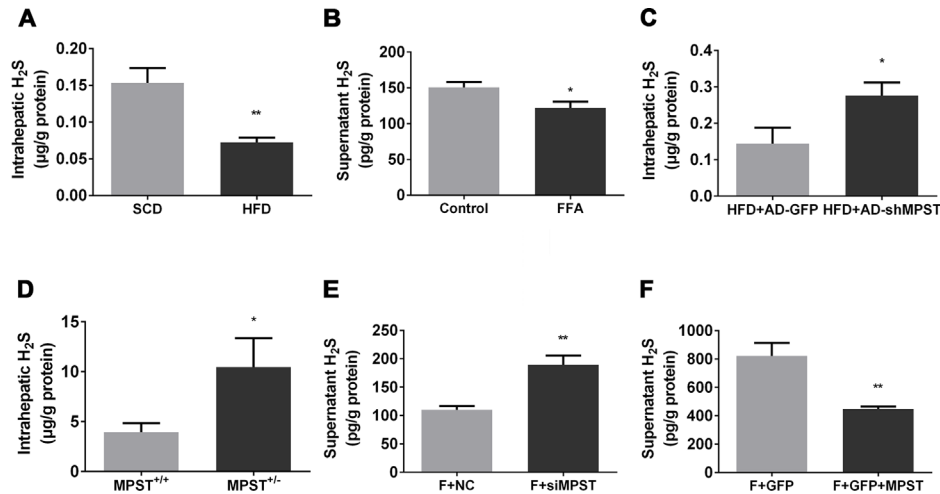 A
Intrahepatic H₂S
(µg/g protein)
0.20
0.15
0.10
0.05
0.00
**
SCD
HFD
B
Supernatant H₂S
(pg/g protein)
200
150
100
50
0
*
Control
FFA
C
Intrahepatic H₂S
(µg/g protein)
0.4
0.3
0.2
0.1
0.0
*
HFD+AD-GFP
HFD+AD-shMPST
D
Intrahepatic H₂S
(µg/g protein)
15
10
5
0
*
MPST⁺/⁺
MPST⁺/⁻
E
Supernatant H₂S
(pg/g protein)
250
200
150
100
50
0
**
F+NC
F+siMPST
F
Supernatant H₂S
(pg/g protein)
1000
800
600
400
200
0
**
F+GFP
F+GFP+MPST